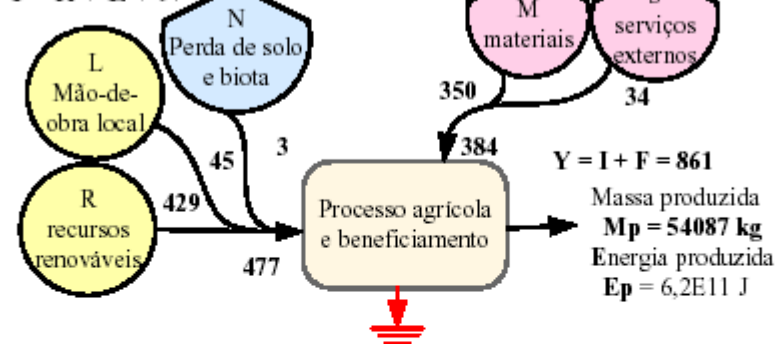 N
Perda de solo
e biota
M
materiais
serviços
externos
L
Mão-de-
obra local
350
34
45
3
384
Y = I + F = 861
R
recursos
renováveis
429
477
Processo agrícola
e beneficiamento
Massa produzida
Mp = 54087 kg
Energia produzida
Ep = 6,2E11 J